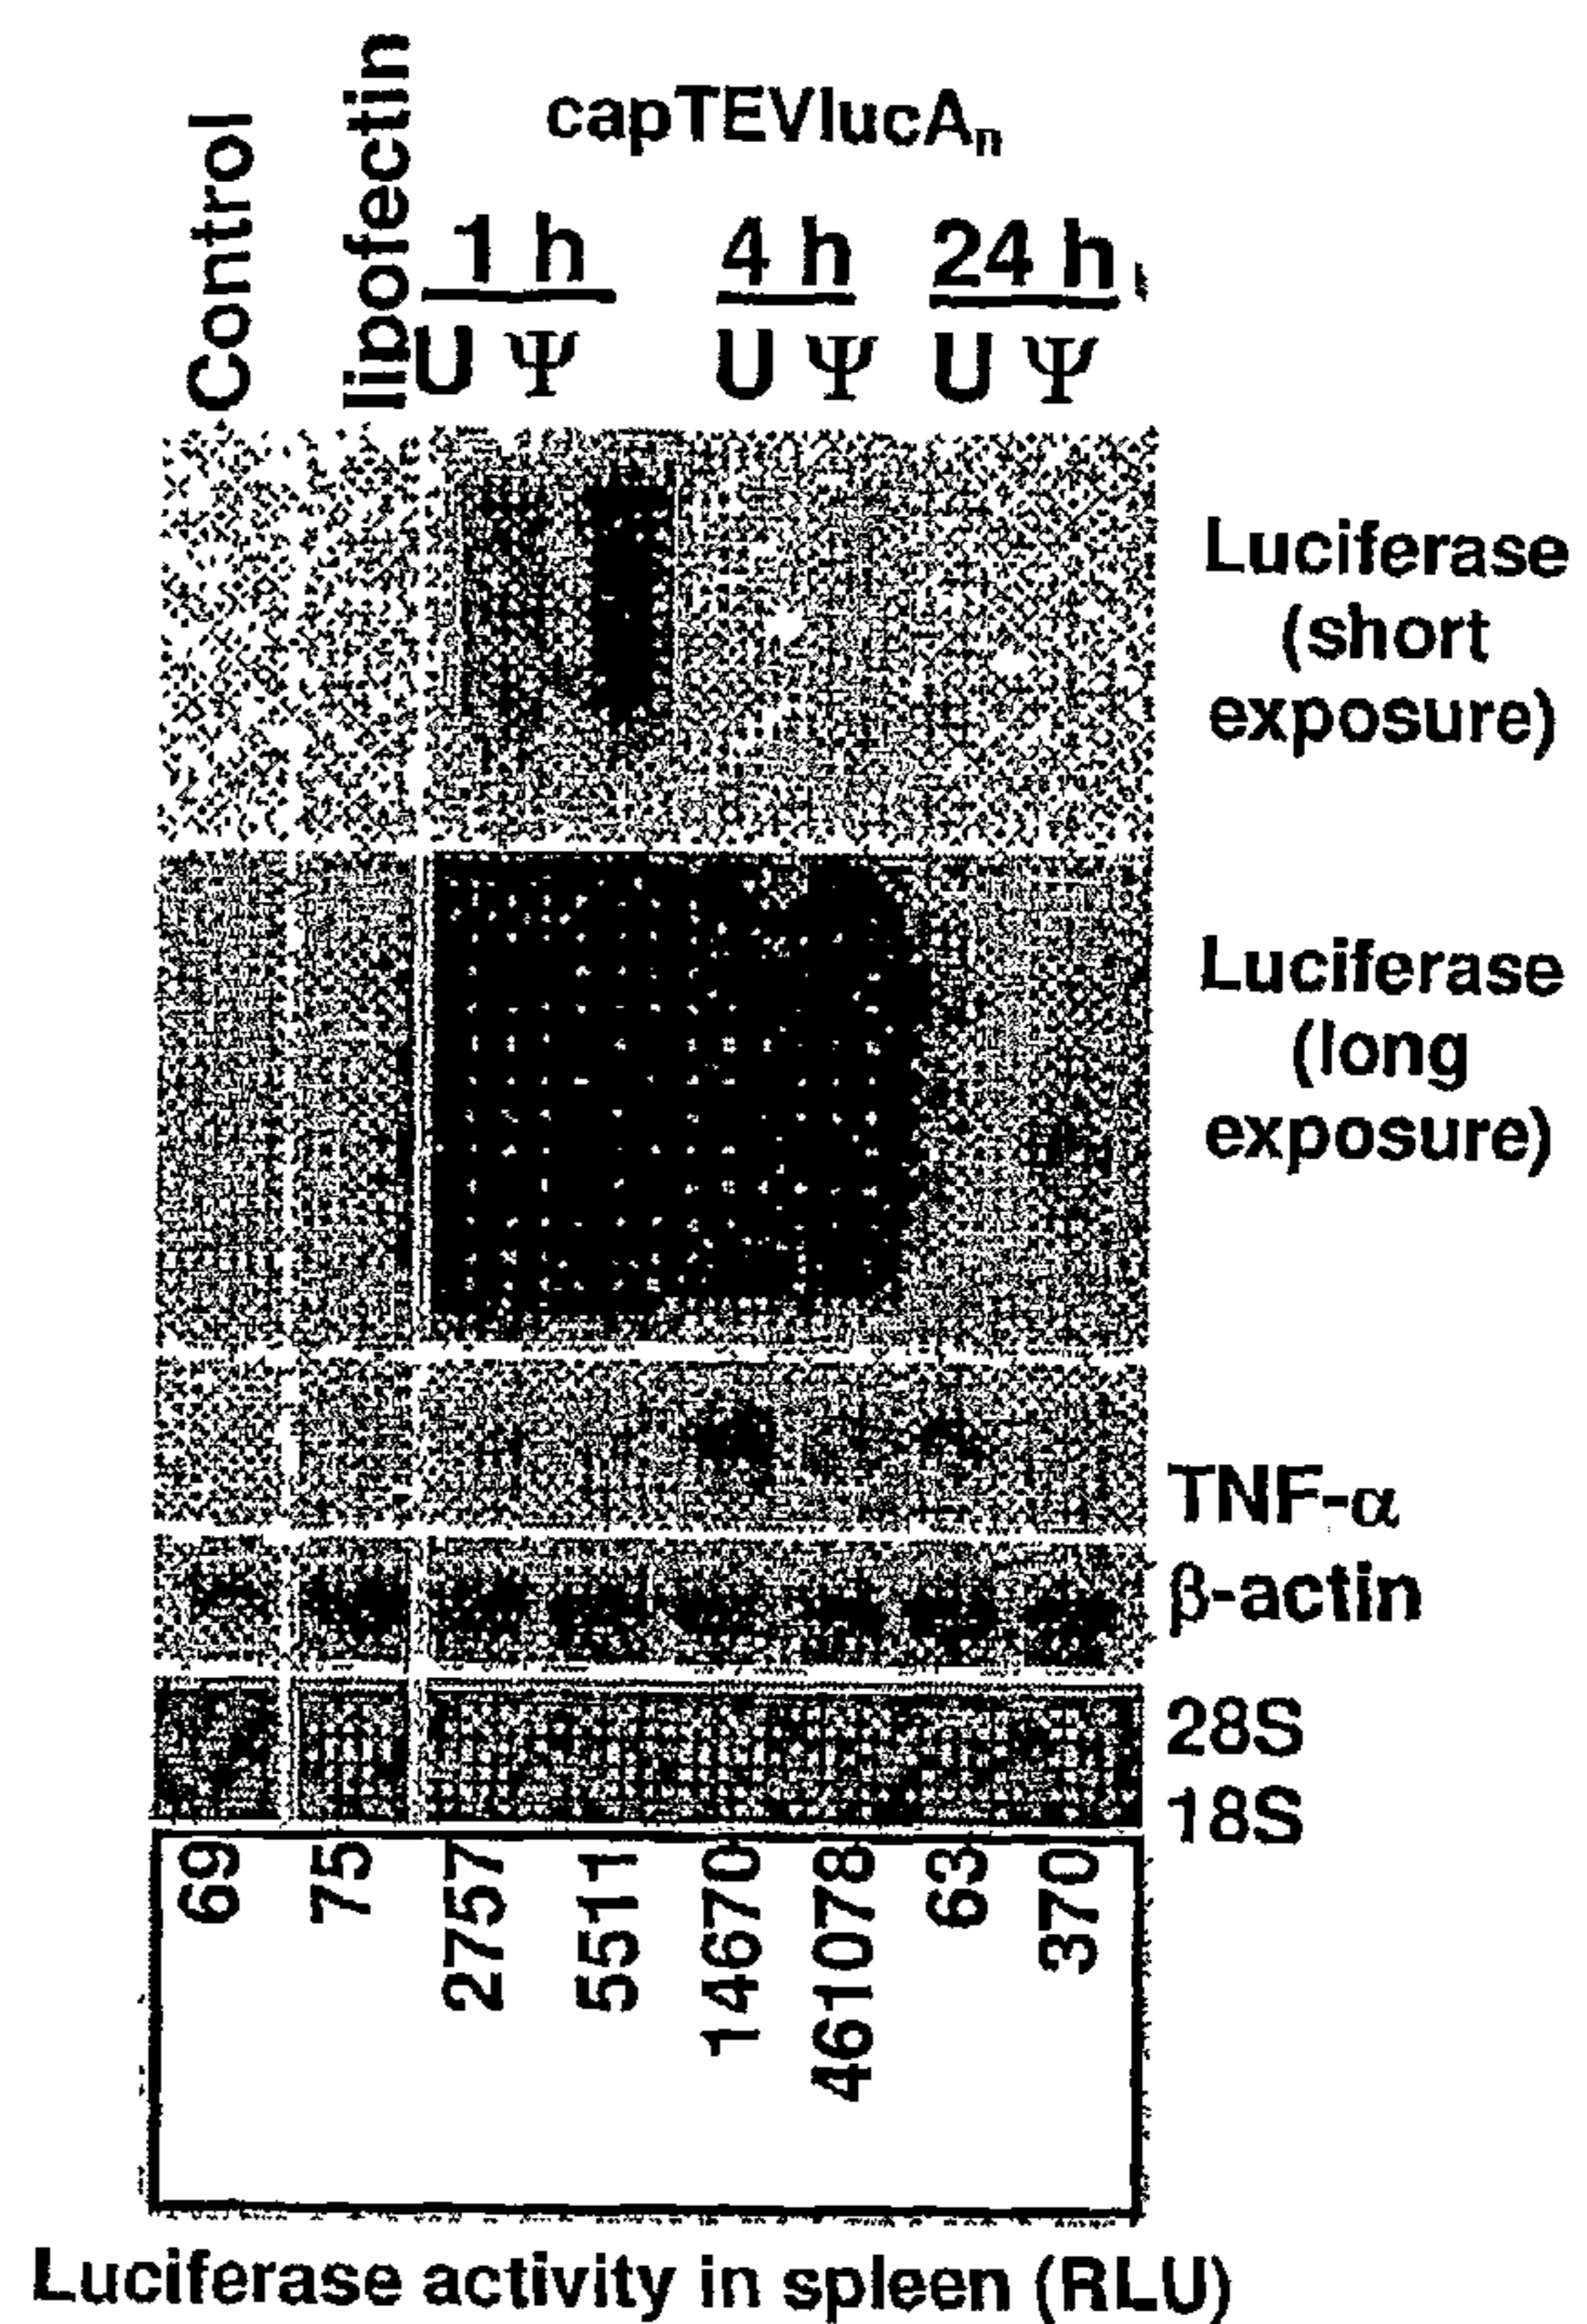 Control
lipofectin
capTEVlucAn
1 h
4 h
24 h
U Ψ
U Ψ
U Ψ
Luciferase
(short
exposure)
Luciferase
(long
exposure)
TNF-α
β-actin
28S
18S
69
75
2757
5511
14670
461078
63
370
Luciferase activity in spleen (RLU)